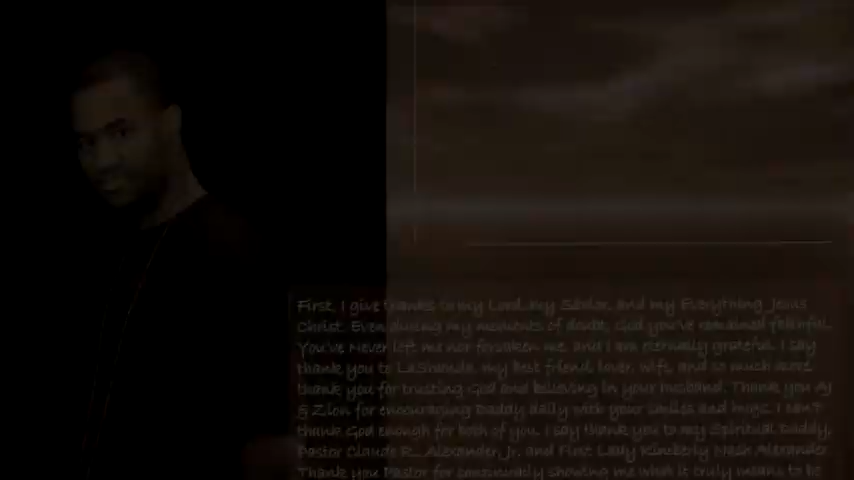 First, I give thanks to my Lord, my Savior, and my Everything Jesus
Christ. Even during my moments of doubt, God you've remained faithful.
You've Never left me nor forsaken me, and I am eternally grateful. I say
thank you to LaShonda, my best friend, lover, wife, and so much more
thank you for trusting God and believing in your husband. Thank you AJ
& Zion for encouraging Daddy daily with your smiles and hugs. I can't
thank God enough for both of you. I say thank you to my Spiritual Daddy,
Pastor Claude R. Alexander, Jr. and First Lady Kimberly Nash Alexander.
Thank you Pastor for continually showing me what it truly means to be